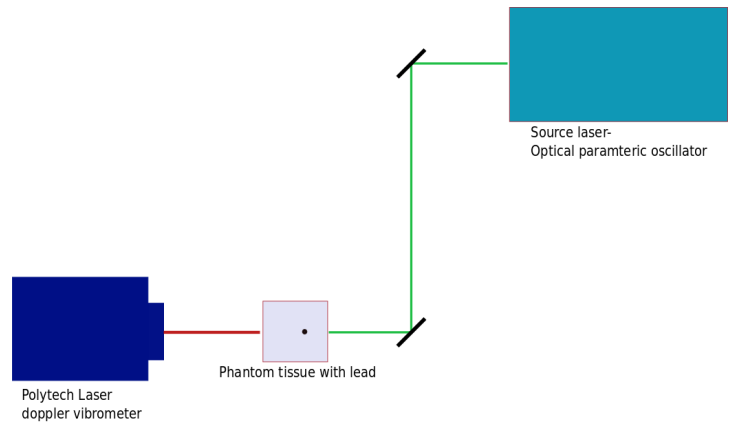 Source laser-
Optical paramteric oscillator
Phantom tissue with lead
Polytech Laser
doppler vibrometer